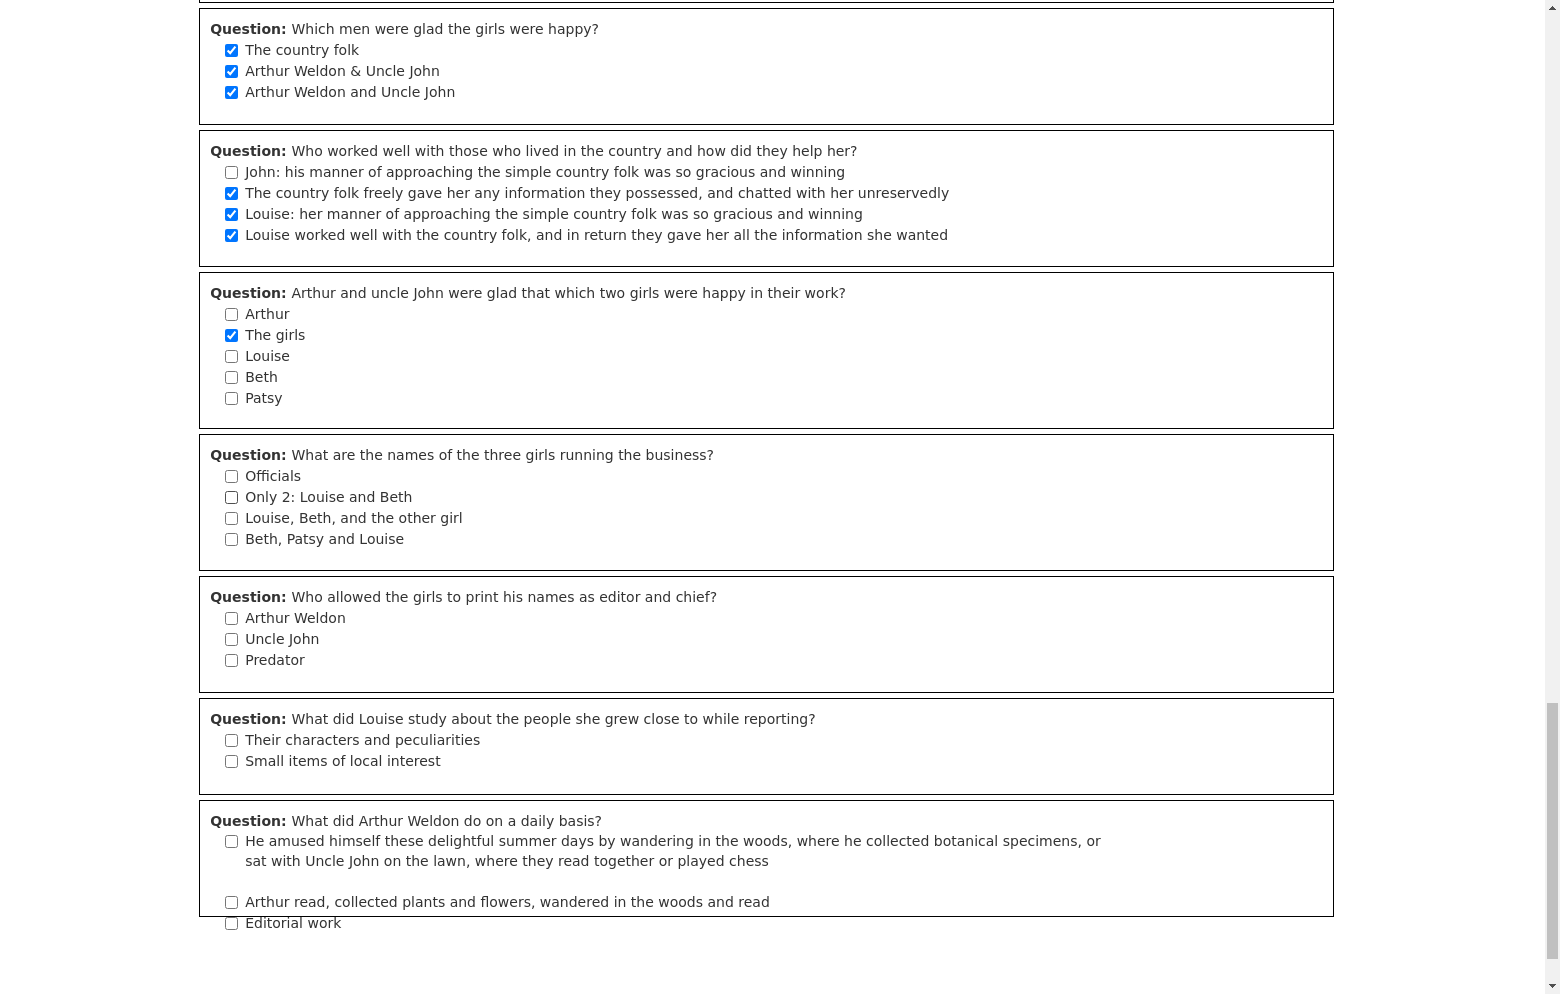 Question: Which men were glad the girls were happy?
The country folk
Arthur Weldon & Uncle John
Arthur Weldon and Uncle John
Question: Who worked well with those who lived in the country and how did they help her?
John: his manner of approaching the simple country folk was so gracious and winning
The country folk freely gave her any information they possessed, and chatted with her unreservedly
Louise: her manner of approaching the simple country folk was so gracious and winning
Louise worked well with the country folk, and in return they gave her all the information she wanted
Question: Arthur and uncle John were glad that which two girls were happy in their work?
Arthur
The girls
Louise
Beth
Patsy
Question: What are the names of the three girls running the business?
Officials
Only 2: Louise and Beth
Louise, Beth, and the other girl
Beth, Patsy and Louise
Question: Who allowed the girls to print his names as editor and chief?
Arthur Weldon
Uncle John
Predator
Question: What did Louise study about the people she grew close to while reporting?
Their characters and peculiarities
Small items of local interest
Question: What did Arthur Weldon do on a daily basis?
He amused himself these delightful summer days by wandering in the woods, where he collected botanical specimens, or
sat with Uncle John on the lawn, where they read together or played chess
Arthur read, collected plants and flowers, wandered in the woods and read
Editorial work